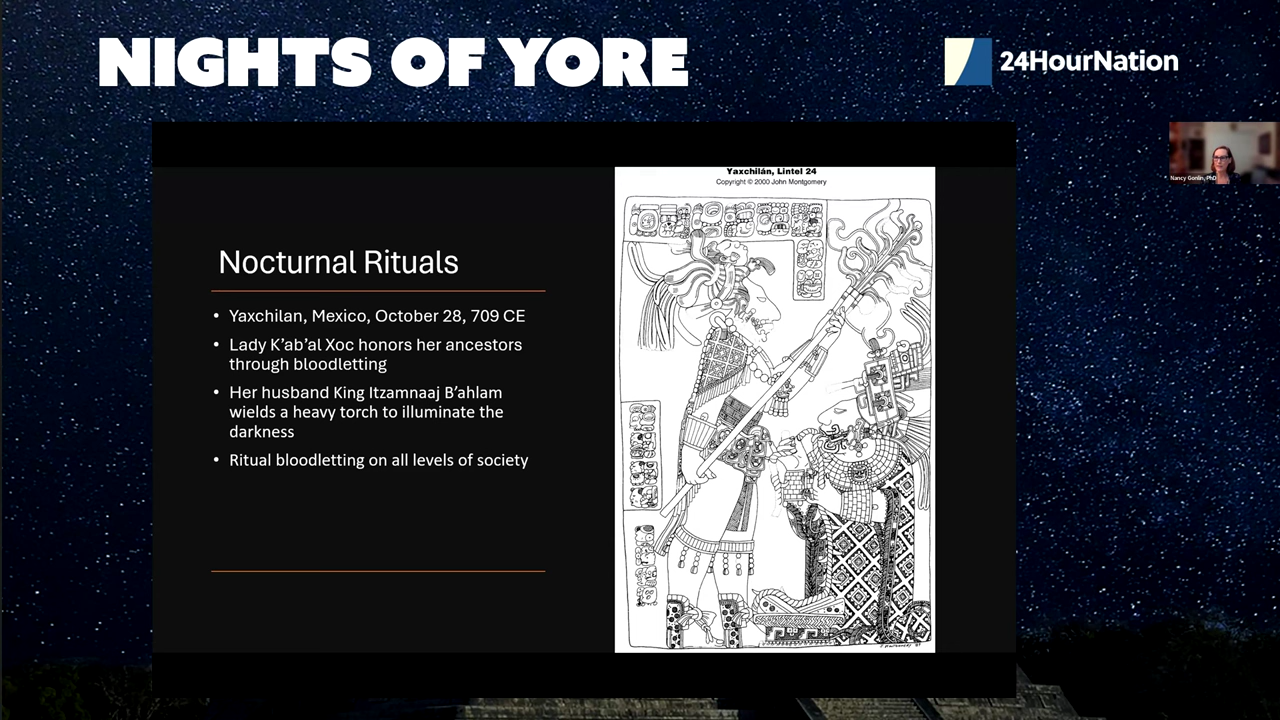 NIGHTS OF YORE
24HourNation
Nancy Gonlin, PhD
Yaxchilán, Lintel 24
Copyright © 2000 John Montgomery
Nocturnal Rituals
• Yaxchilan, Mexico, October 28, 709 CE
• Lady K’ab’al Xoc honors her ancestors
through bloodletting
• Her husband King Itzamnaaj B’ahlam
wields a heavy torch to illuminate the
darkness
• Ritual bloodletting on all levels of society